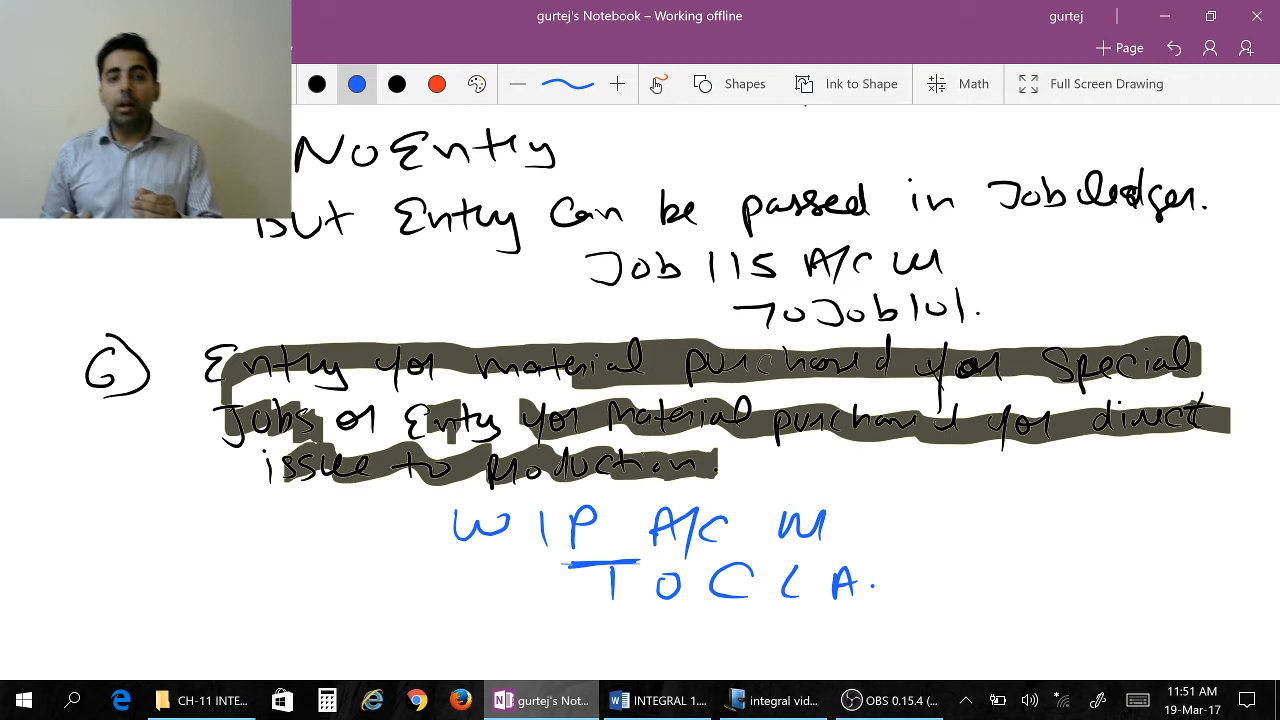 gurtej's Notebook – Working offline
gurtej
Page
Shapes
Ink to Shape
Math
Full Screen Drawing
No Entry
But Entry can be passed in Job ledger.
Job 115 A/C
To Job 101.
6) Entry for material purchased for special
Jobs or Entry for material purchased for direct
issue to production.
WIP A/C
TO CLA.
CH-11 INTE...
gurtej's Not...
INTEGRAL 1....
integral vid...
OBS 0.15.4 (...
11:51 AM
19-Mar-17